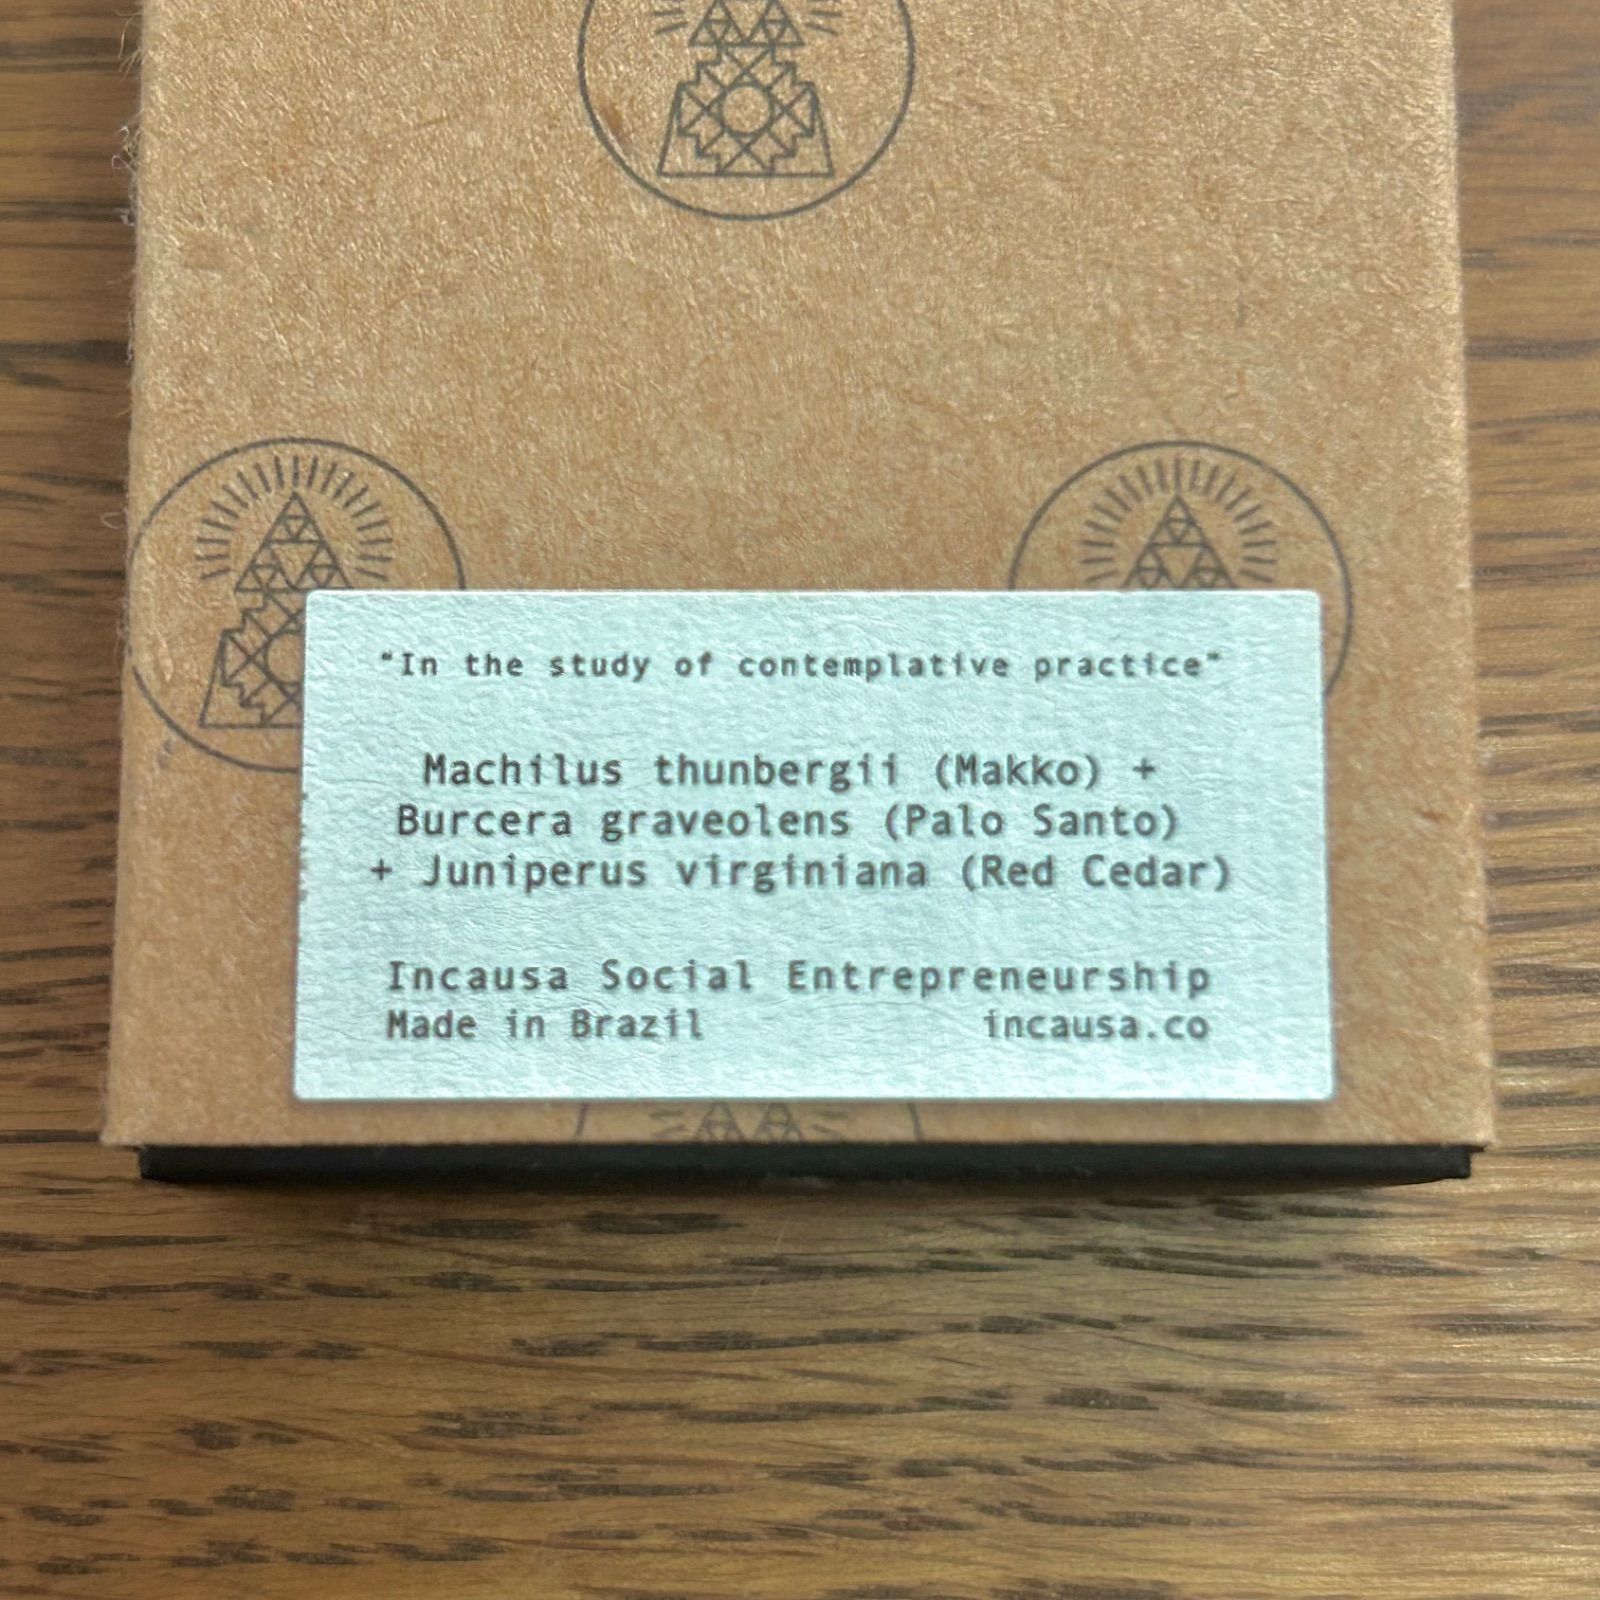 "In the study of contemplative practice"
Machilus thunbergii (Makko) +
Burcera graveolens (Palo Santo)
+ Juniperus virginiana (Red Cedar)
Incausa Social Entrepreneurship
Made in Brazil incausa.co